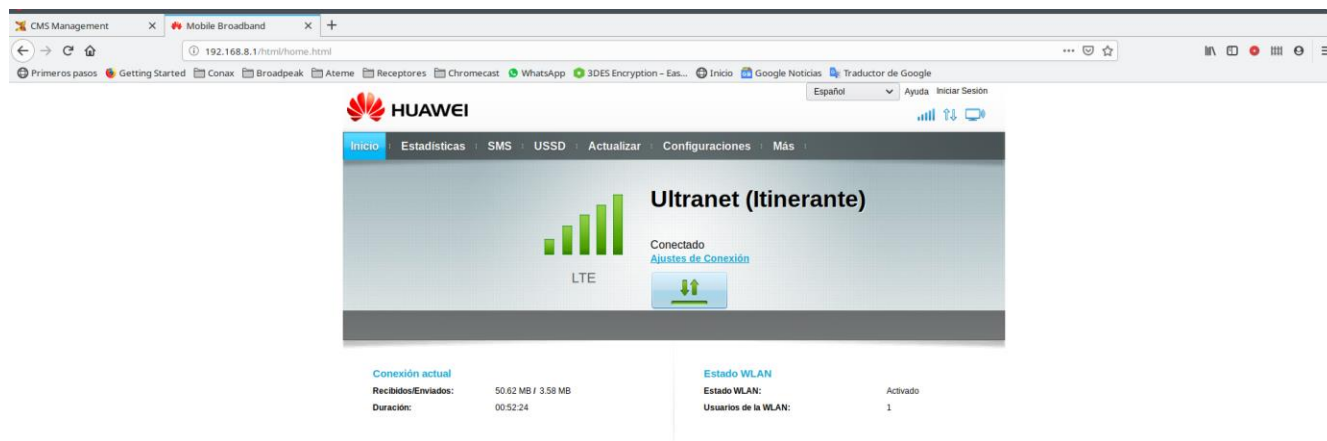 CMS Management
Mobile Broadband
192.168.8.1/html/home.html
Primeros pasos Getting Started Conax Broadpeak Ateme Receptores Chromecast WhatsApp 3DES Encryption – Eas... Inicio Google Noticias Traductor de Google
Español Ayuda Iniciar Sesión
HUAWEI
Inicio Estadísticas SMS USSD Actualizar Configuraciones Más
Ultranet (Itinerante)
Conectado
Ajustes de Conexión
LTE
Conexión actual
Recibidos/Enviados: 50.62 MB / 3.58 MB
Duración: 00:52:24
Estado WLAN
Estado WLAN: Activado
Usuarios de la WLAN: 1